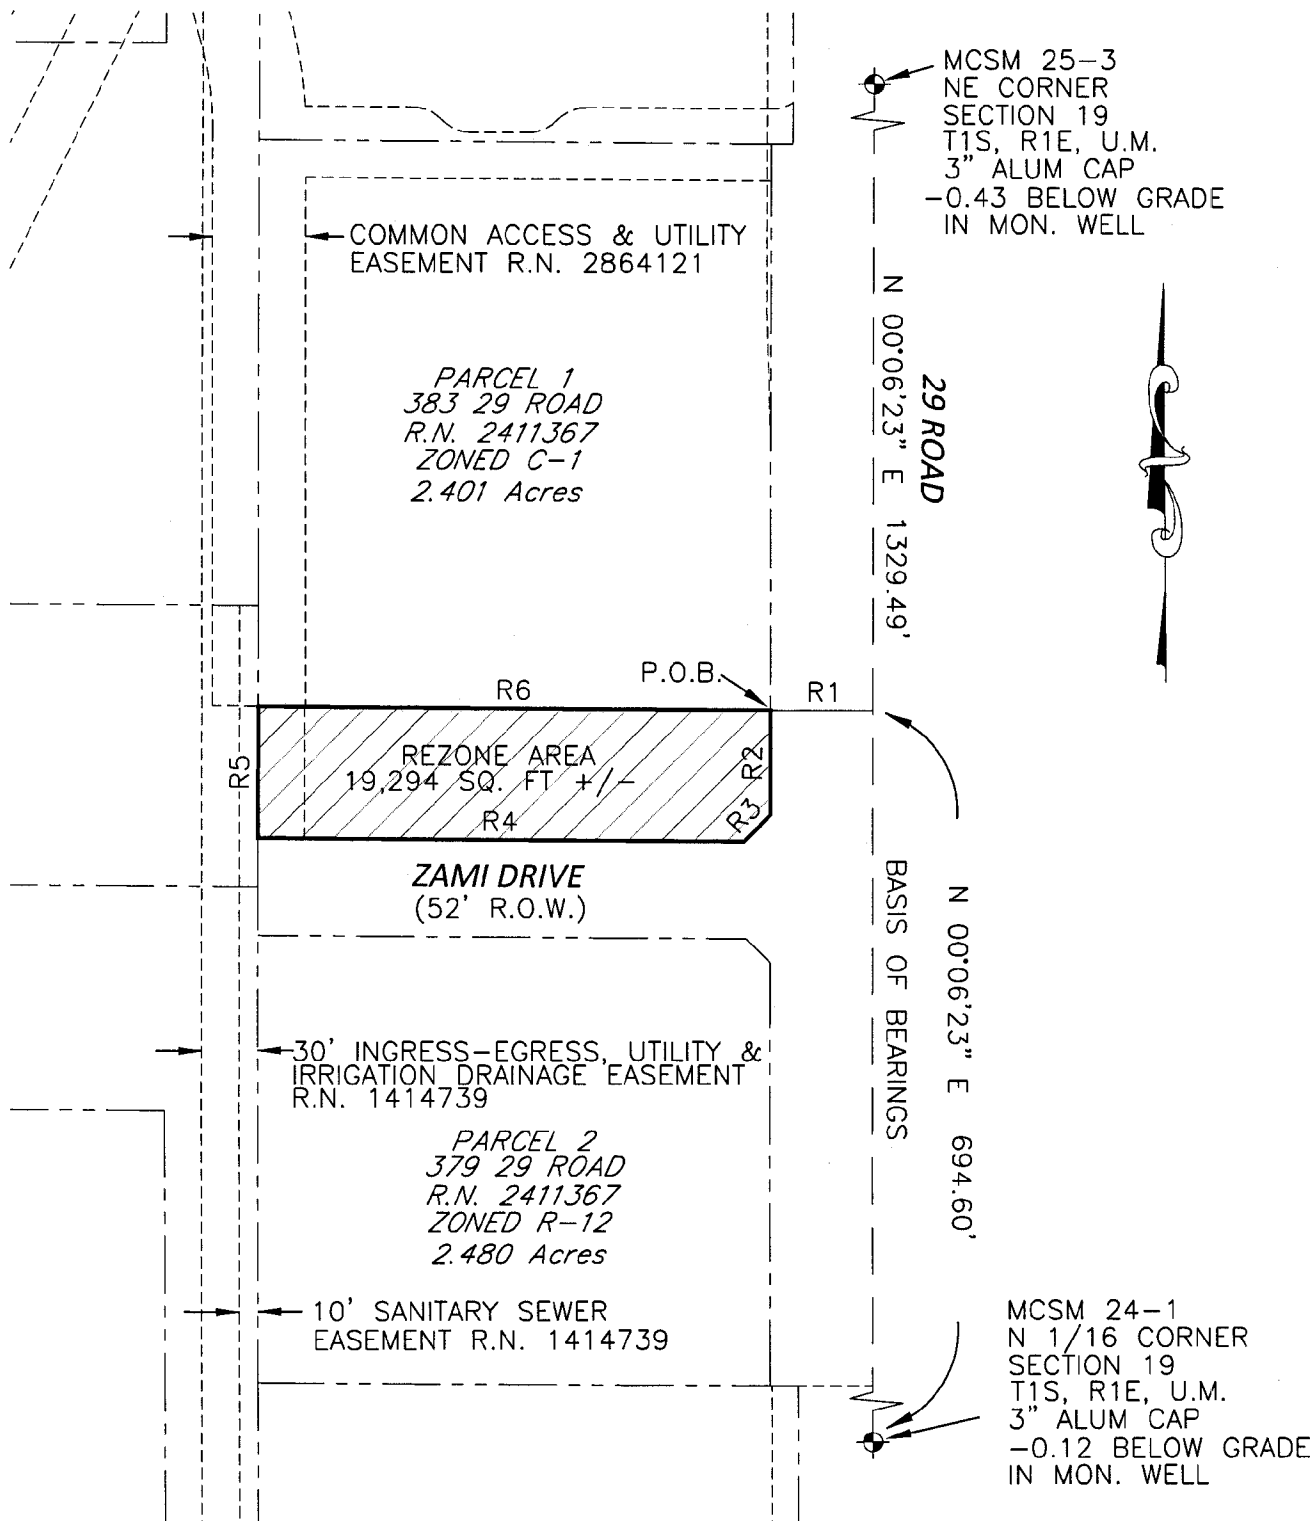 MCSM 25-3
NE CORNER
SECTION 19
T1S, R1E, U.M.
3" ALUM CAP
-0.43 BELOW GRADE
IN MON. WELL
COMMON ACCESS & UTILITY
EASEMENT R.N. 2864121
N 00°06'23" E 1329.49'
29 ROAD
PARCEL 1
383 29 ROAD
R.N. 2411367
ZONED C-1
2.401 Acres
P.O.B.
R6
R1
REZONE AREA
19,294 SQ. FT +/-
R5
R2
R3
R4
ZAMI DRIVE
(52' R.O.W.)
BASIS OF BEARINGS
N 00°06'23" E 694.60'
30' INGRESS-EGRESS, UTILITY &
IRRIGATION DRAINAGE EASEMENT
R.N. 1414739
PARCEL 2
379 29 ROAD
R.N. 2411367
ZONED R-12
2.480 Acres
10' SANITARY SEWER
EASEMENT R.N. 1414739
MCSM 24-1
N 1/16 CORNER
SECTION 19
T1S, R1E, U.M.
3" ALUM CAP
-0.12 BELOW GRADE
IN MON. WELL